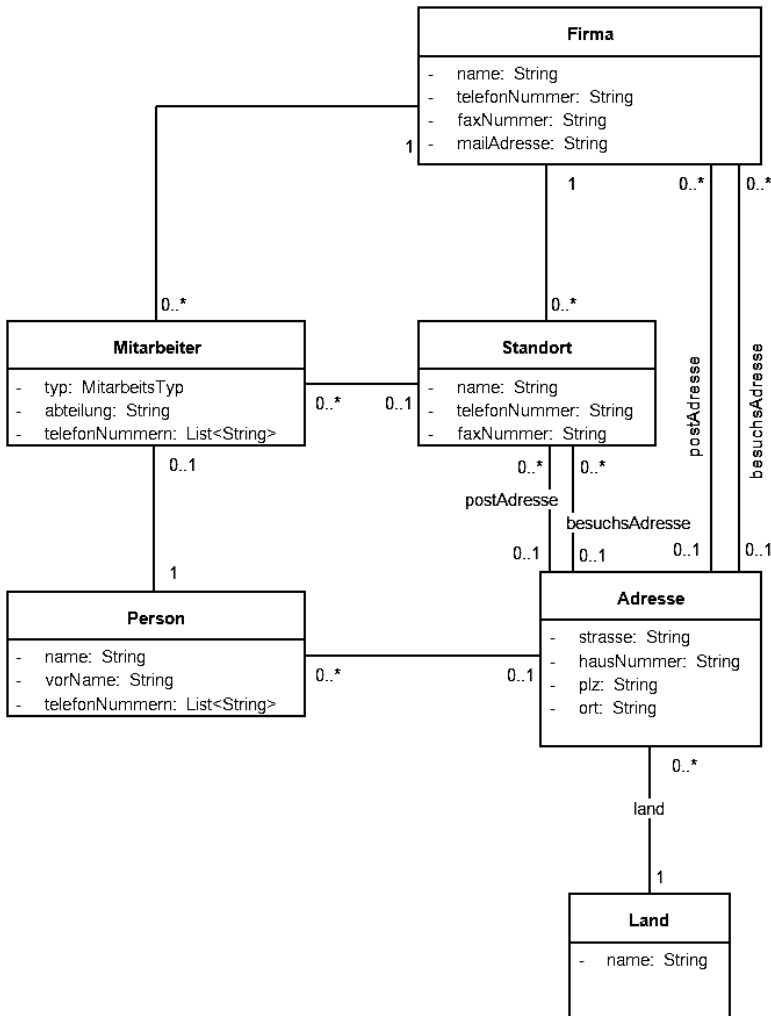 Firma
- name: String
- telefonNummer: String
- faxNummer: String
- mailAdresse: String
1
1
0..*
0..*
0..*
0..*
Mitarbeiter
- typ: MitarbeitsTyp
- abteilung: String
- telefonNummern: List<String>
0..*
0..1
Standort
- name: String
- telefonNummer: String
- faxNummer: String
postAdresse
besuchsAdresse
0..1
0..*
0..*
postAdresse
besuchsAdresse
0..1
0..1
0..1
0..1
1
Person
- name: String
- vorName: String
- telefonNummern: List<String>
0..*
0..1
Adresse
- strasse: String
- hausNummer: String
- plz: String
- ort: String
0..*
land
1
Land
- name: String